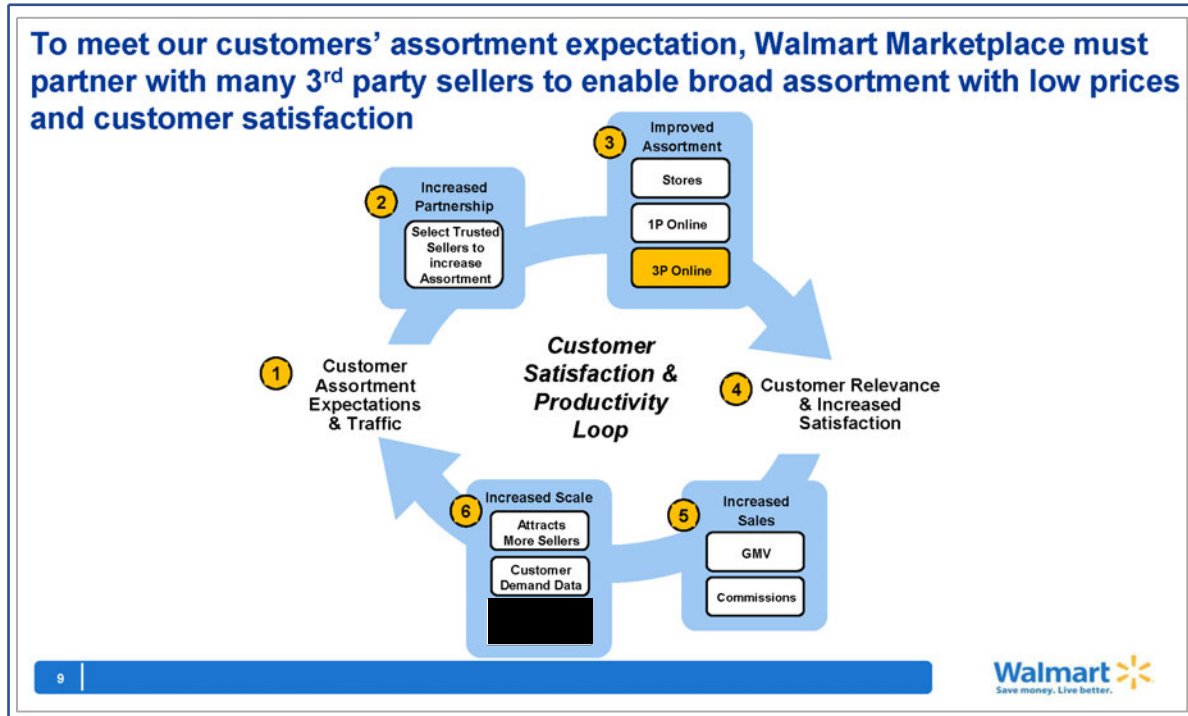 To meet our customers’ assortment expectation, Walmart Marketplace must
partner with many 3rd party sellers to enable broad assortment with low prices
and customer satisfaction
1
Customer
Assortment
Expectations
& Traffic
2
Increased
Partnership
Select Trusted
Sellers to
increase
Assortment
3
Improved
Assortment
Stores
1P Online
3P Online
Customer
Satisfaction &
Productivity
Loop
4
Customer Relevance
& Increased
Satisfaction
5
Increased
Sales
GMV
Commissions
6
Increased Scale
Attracts
More Sellers
Customer
Demand Data
9
Walmart
Save money. Live better.